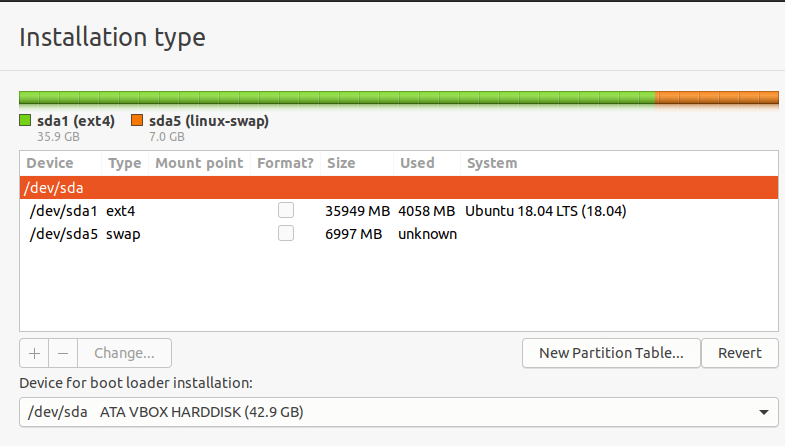 Installation type
sda1 (ext4) sda5 (linux-swap)
35.9 GB 7.0 GB
Device Type Mount point Format? Size Used System
/dev/sda
/dev/sda1 ext4 35949 MB 4058 MB Ubuntu 18.04 LTS (18.04)
/dev/sda5 swap 6997 MB unknown
+ − Change... New Partition Table... Revert
Device for boot loader installation:
/dev/sda ATA VBOX HARDDISK (42.9 GB)